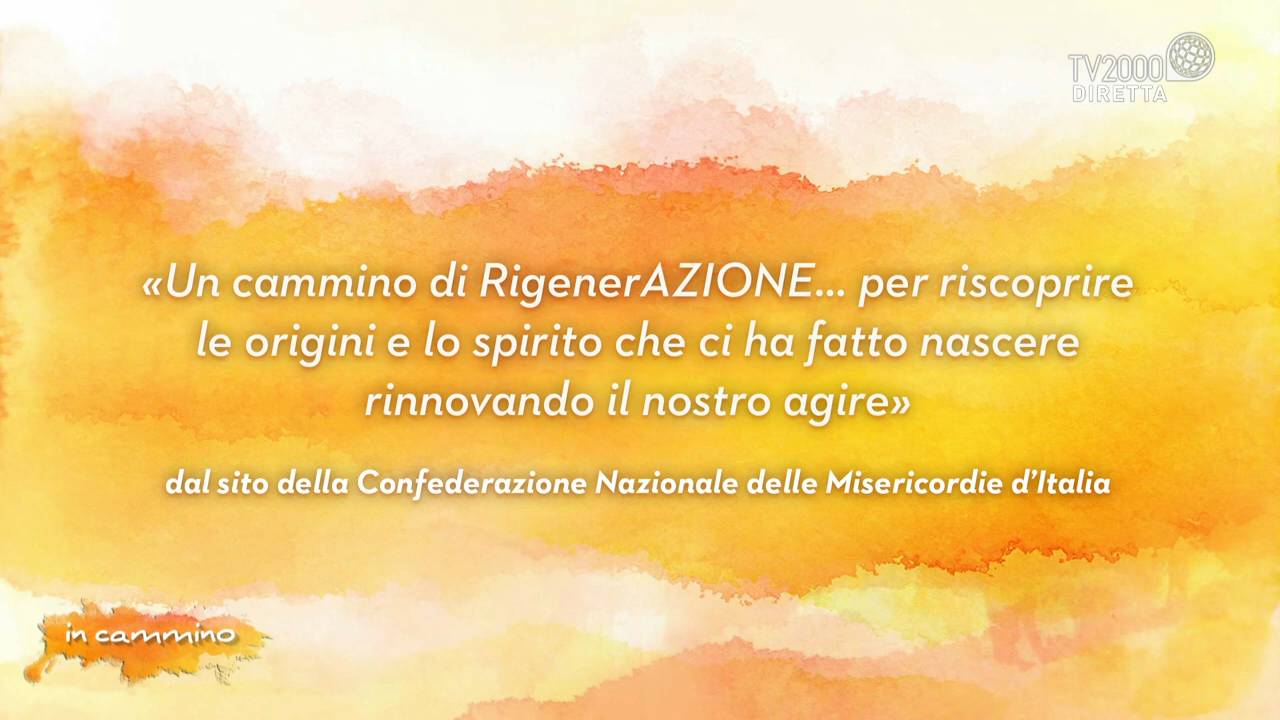 TV2000
DIRETTA
«Un cammino di RigenerAZIONE... per riscoprire
le origini e lo spirito che ci ha fatto nascere
rinnovando il nostro agire»
dal sito della Confederazione Nazionale delle Misericordie d'Italia
in cammino